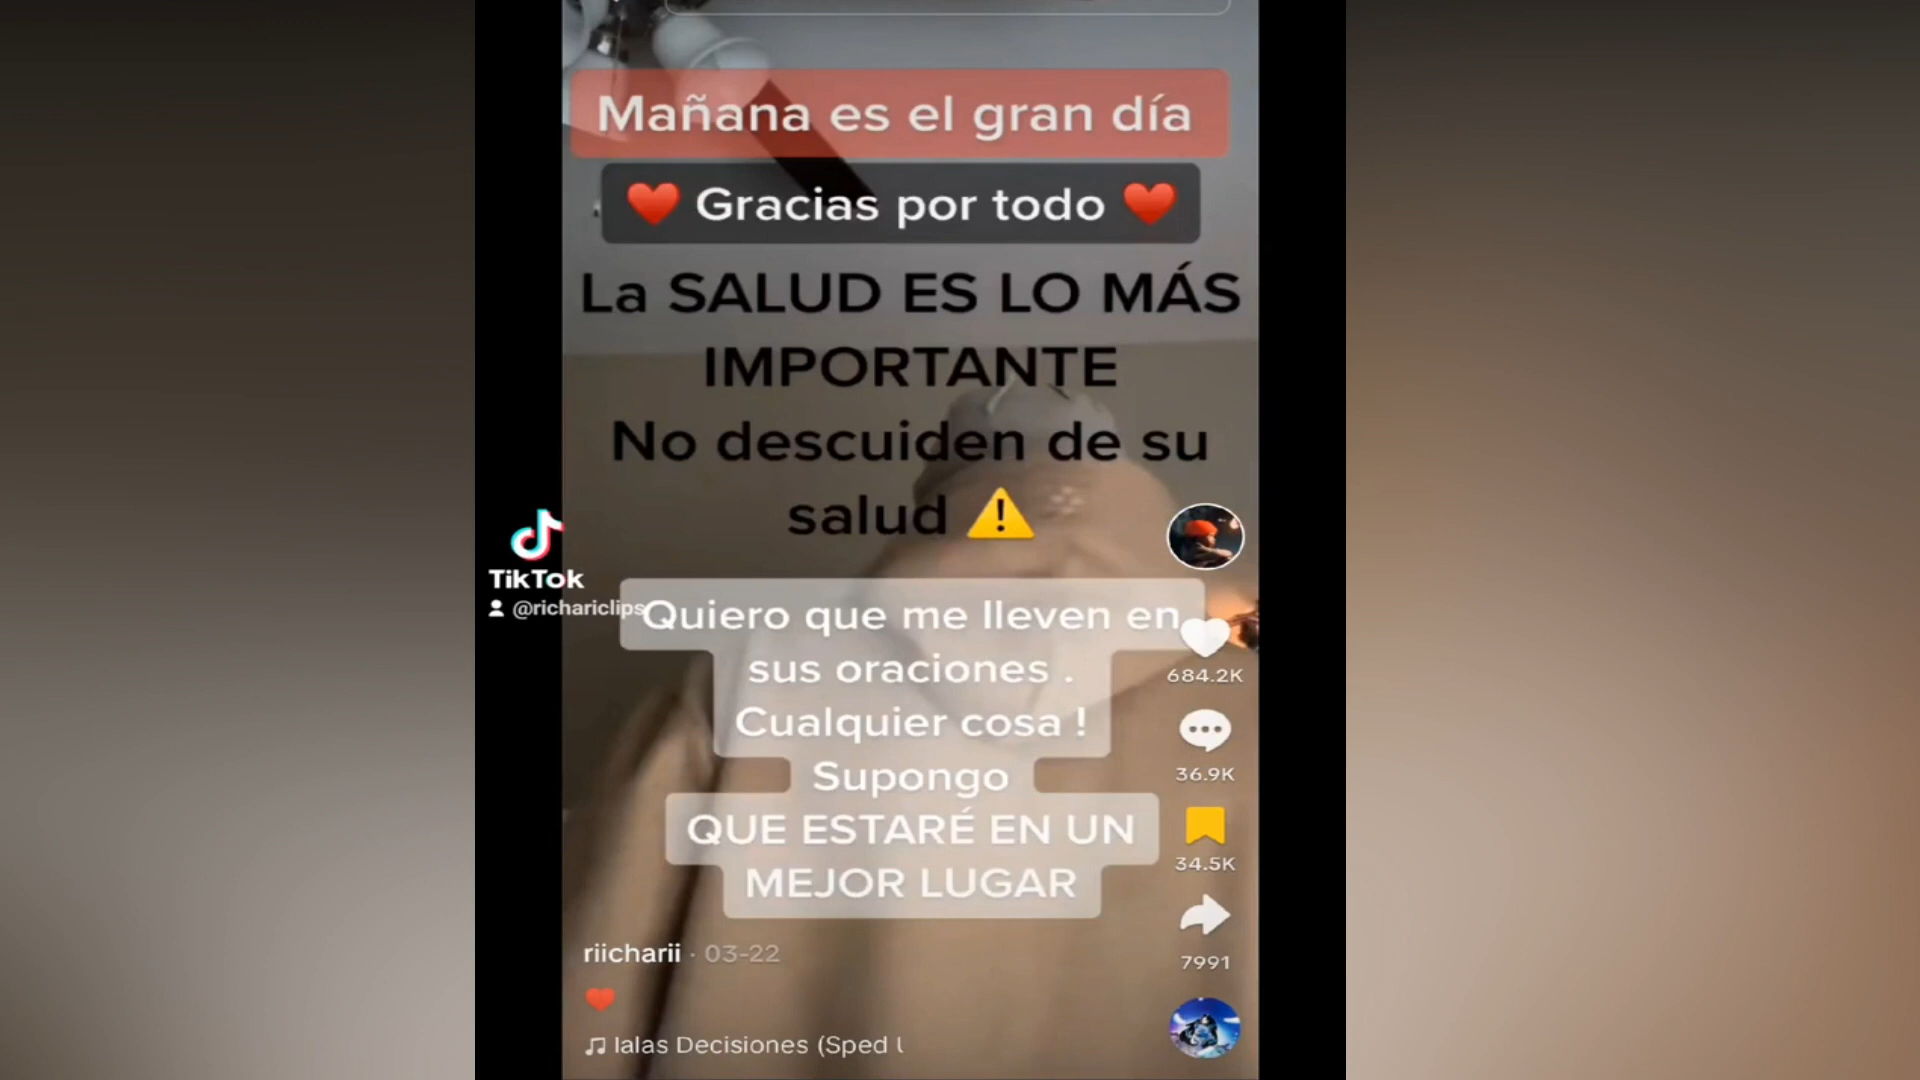 Mañana es el gran día
❤️ Gracias por todo ❤️
La SALUD ES LO MÁS
IMPORTANTE
No descuiden de su
salud ⚠️
TikTok
@richariclips
Quiero que me lleven en
sus oraciones .
Cualquier cosa !
Supongo
QUE ESTARÉ EN UN
MEJOR LUGAR
684.2K
36.9K
34.5K
7991
riicharii · 03-22
❤️
lalas Decisiones (Sped